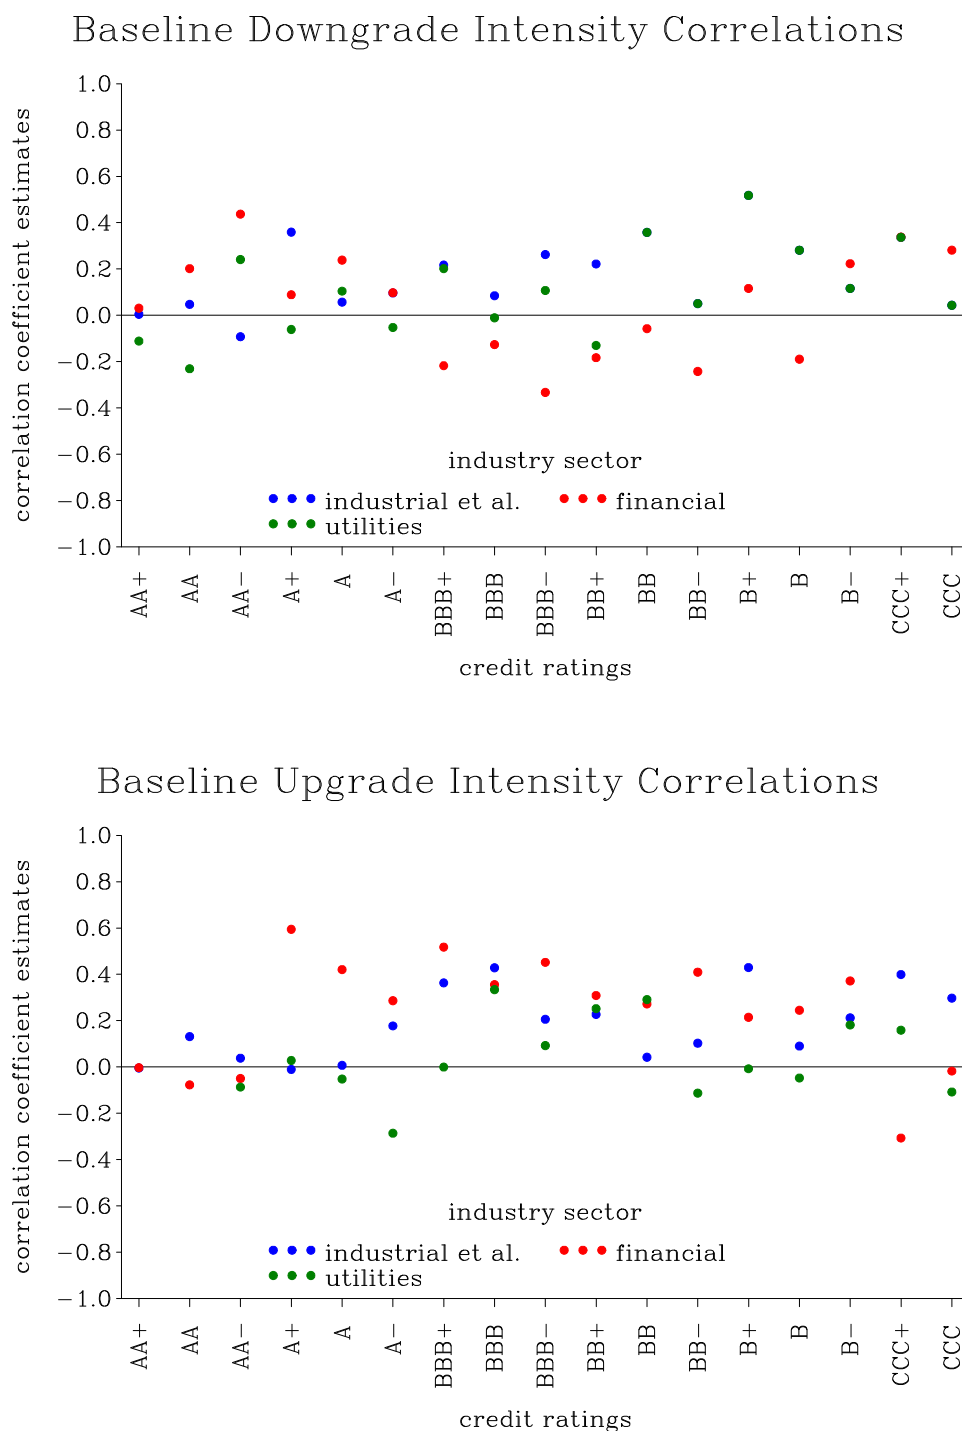 Baseline Downgrade Intensity Correlations
correlation coefficient estimates
1.0
0.8
0.6
0.4
0.2
0.0
−0.2
−0.4
−0.6
−0.8
−1.0
industry sector
industrial et al. financial
utilities
AA+ AA AA− A+ A A− BBB+ BBB BBB− BB+ BB BB− B+ B B− CCC+ CCC
credit ratings
Baseline Upgrade Intensity Correlations
correlation coefficient estimates
1.0
0.8
0.6
0.4
0.2
0.0
−0.2
−0.4
−0.6
−0.8
−1.0
industry sector
industrial et al. financial
utilities
AA+ AA AA− A+ A A− BBB+ BBB BBB− BB+ BB BB− B+ B B− CCC+ CCC
credit ratings